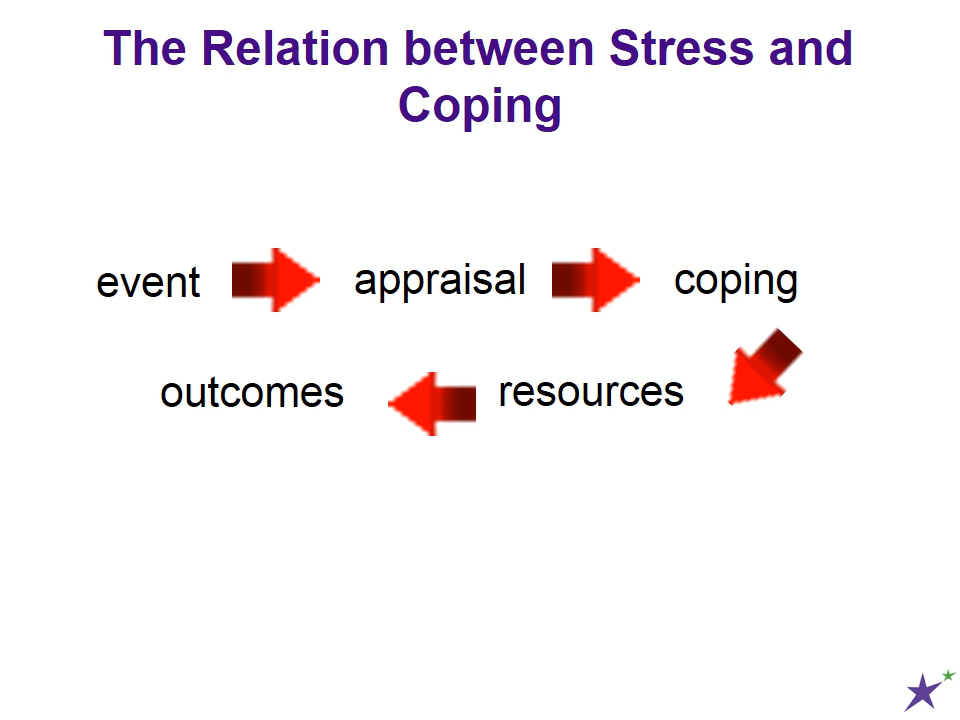 The Relation between Stress and
Coping
event appraisal coping
outcomes resources